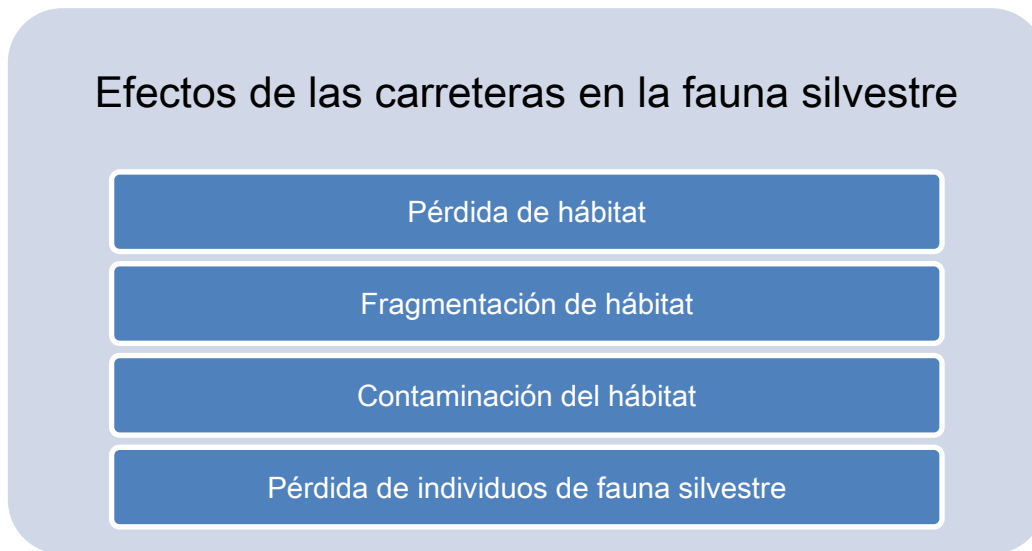 Efectos de las carreteras en la fauna silvestre
Pérdida de hábitat
Fragmentación de hábitat
Contaminación del hábitat
Pérdida de individuos de fauna silvestre